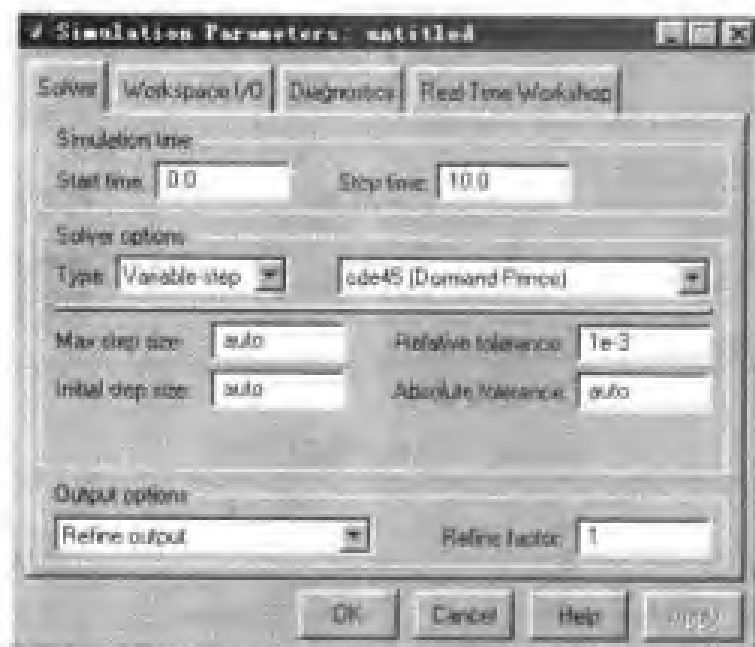 Simulation Parameters: untitled
Solver Workspace I/O Diagnostics Real-Time Workshop
Simulation time
Start time: 0.0 Stop time: 10.0
Solver options
Type: Variable-step ode45 (Dormand-Prince)
Max step size: auto Relative tolerance: 1e-3
Initial step size: auto Absolute tolerance: auto
Output options
Refine output Refine factor: 1
OK Cancel Help Apply